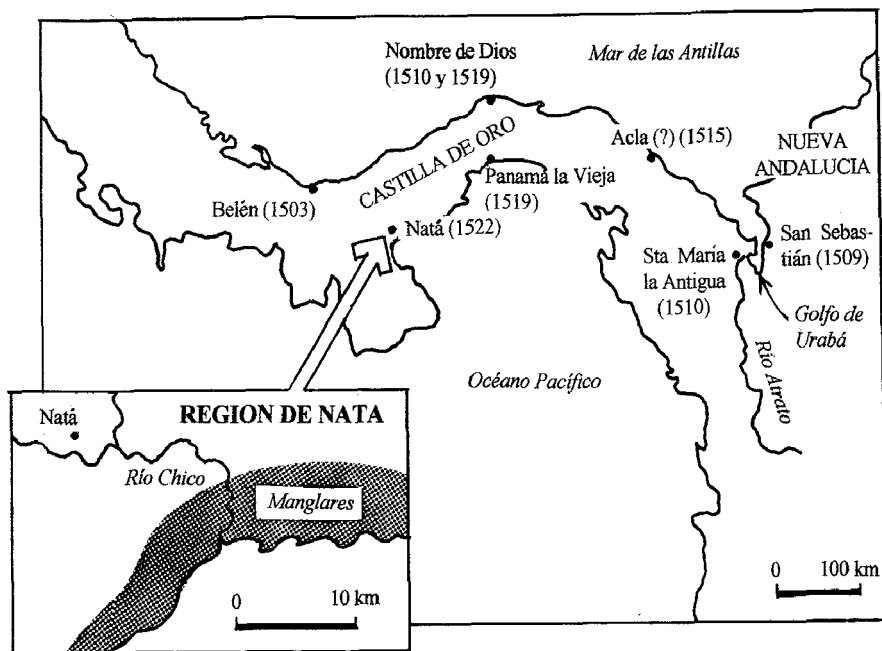 Nombre de Dios
(1510 y 1519)
Mar de las Antillas
CASTILLA DE ORO
Acla (?) (1515)
NUEVA
ANDALUCIA
Belén (1503)
Panamá la Vieja
(1519)
Natá (1522)
Sta María
la Antigua
(1510)
San Sebas-
tián (1509)
Golfo de
Urabá
Río Atrato
Océano Pacífico
REGION DE NATA
Natá
Río Chico
Manglares
0 10 km
0 100 km